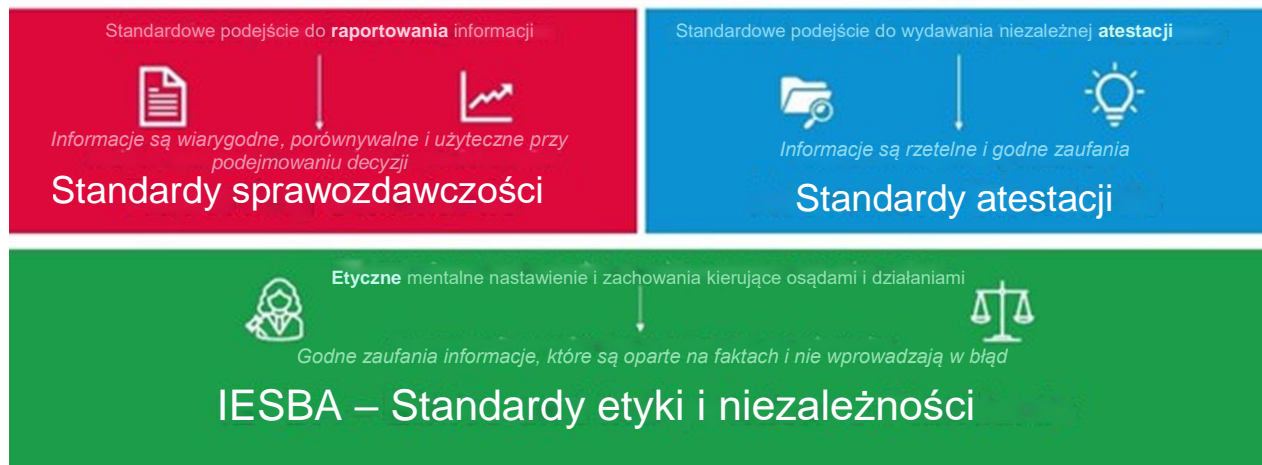 Standardowe podejście do raportowania informacji
Informacje są wiarygodne, porównywalne i użyteczne przy
podejmowaniu decyzji
Standardy sprawozdawczości
Standardowe podejście do wydawania niezależnej atestacji
Informacje są rzetelne i godne zaufania
Standardy atestacji
Etyczne mentalne nastawienie i zachowania kierujące osądami i działaniami
Godne zaufania informacje, które są oparte na faktach i nie wprowadzają w błąd
IESBA – Standardy etyki i niezależności